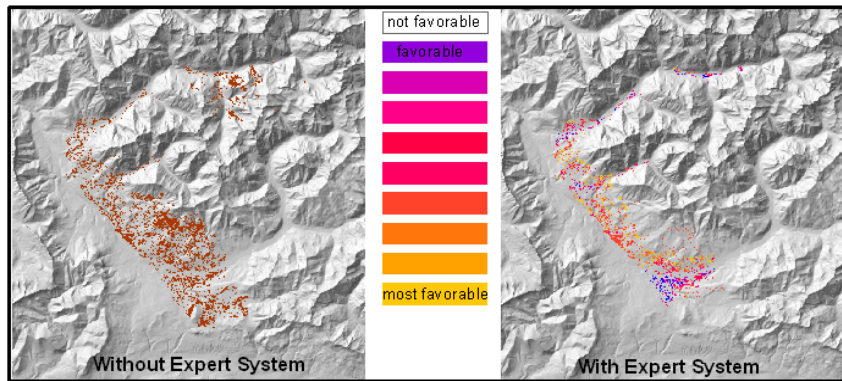 not favorable
favorable
most favorable
Without Expert System
With Expert System